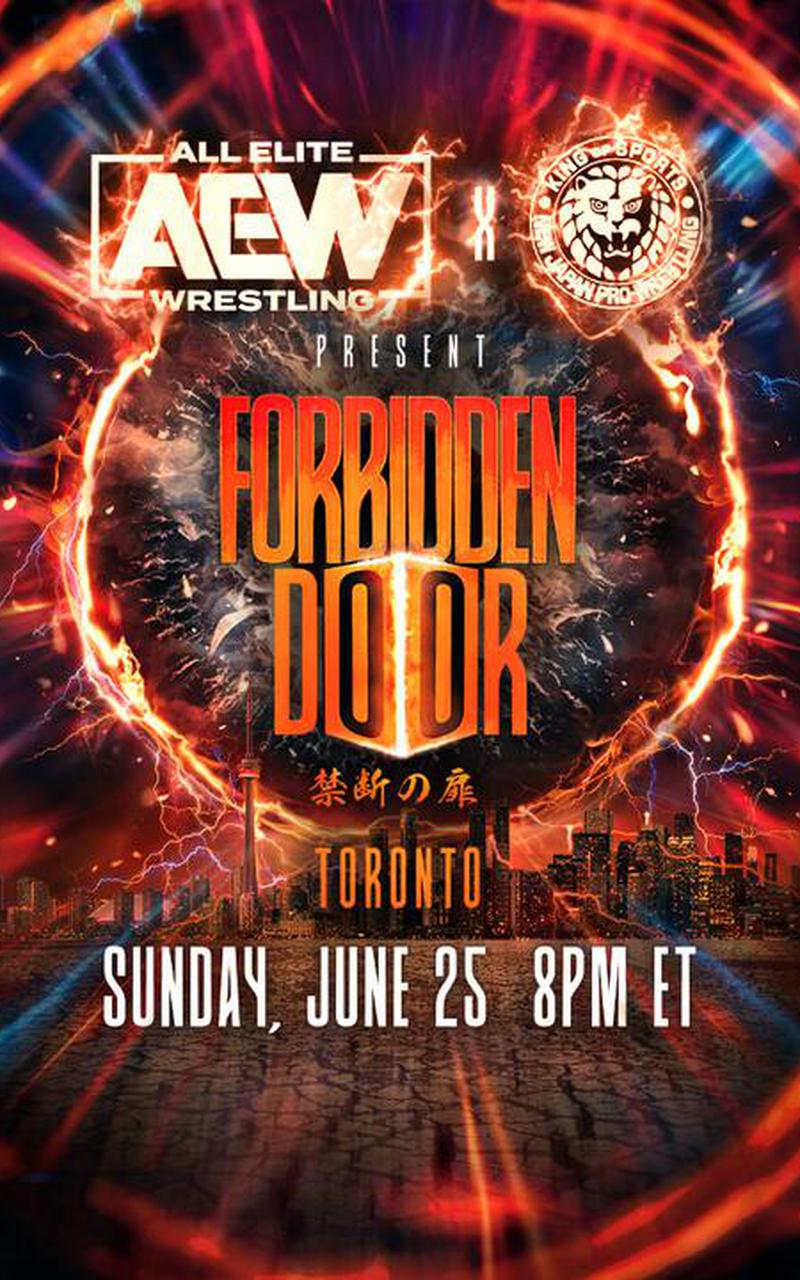 ALL ELITE
AEW
WRESTLING
X
KING OF SPORTS
NEW JAPAN PRO-WRESTLING
PRESENT
FORBIDDEN
DOOR
禁断の扉
TORONTO
SUNDAY, JUNE 25 8PM ET